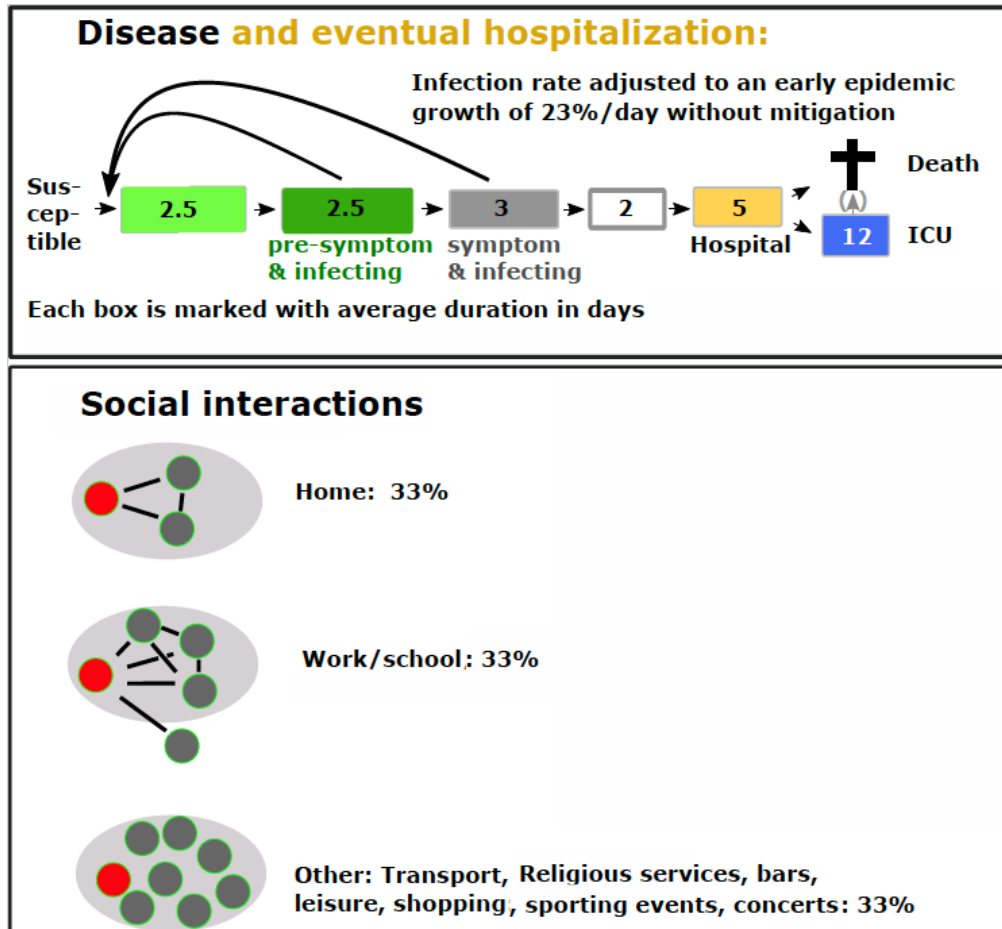 Disease and eventual hospitalization:
Infection rate adjusted to an early epidemic
growth of 23%/day without mitigation
Sus-
cep-
tible
2.5
2.5
3
2
5
12
Death
ICU
( )
Hospital
pre-symptom
& infecting
symptom
& infecting
Each box is marked with average duration in days
Social interactions
Home: 33%
Work/school: 33%
Other: Transport, Religious services, bars,
leisure, shopping, sporting events, concerts: 33%